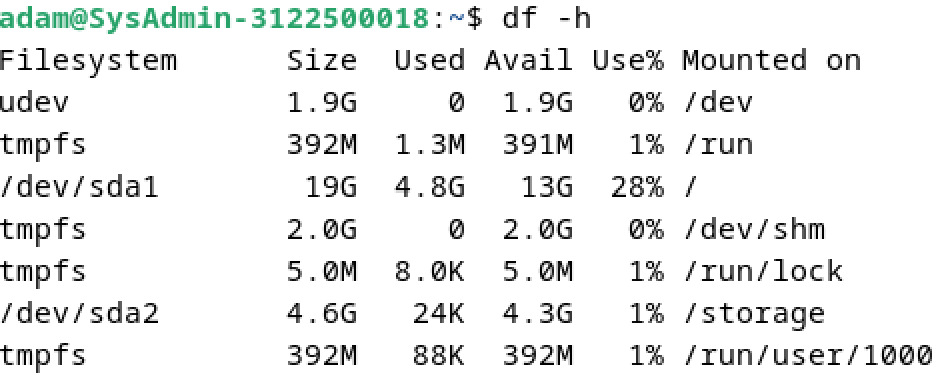 adam@SysAdmin-3122500018:~$ df -h
Filesystem      Size  Used Avail Use% Mounted on
udev            1.9G     0  1.9G   0% /dev
tmpfs           392M  1.3M  391M   1% /run
/dev/sda1        19G  4.8G   13G  28% /
tmpfs           2.0G     0  2.0G   0% /dev/shm
tmpfs           5.0M  8.0K  5.0M   1% /run/lock
/dev/sda2       4.6G   24K  4.3G   1% /storage
tmpfs           392M   88K  392M   1% /run/user/1000